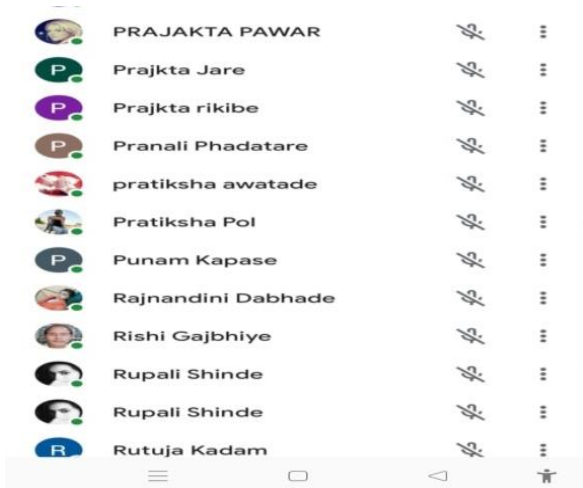 PRAJAKTA PAWAR
P Prajkta Jare
P Prajkta rikibe
P Pranali Phadatare
pratiksha awatade
Pratiksha Pol
P Punam Kapase
Rajnandini Dabhade
Rishi Gajbhiye
Rupali Shinde
Rupali Shinde
R Rutuja Kadam